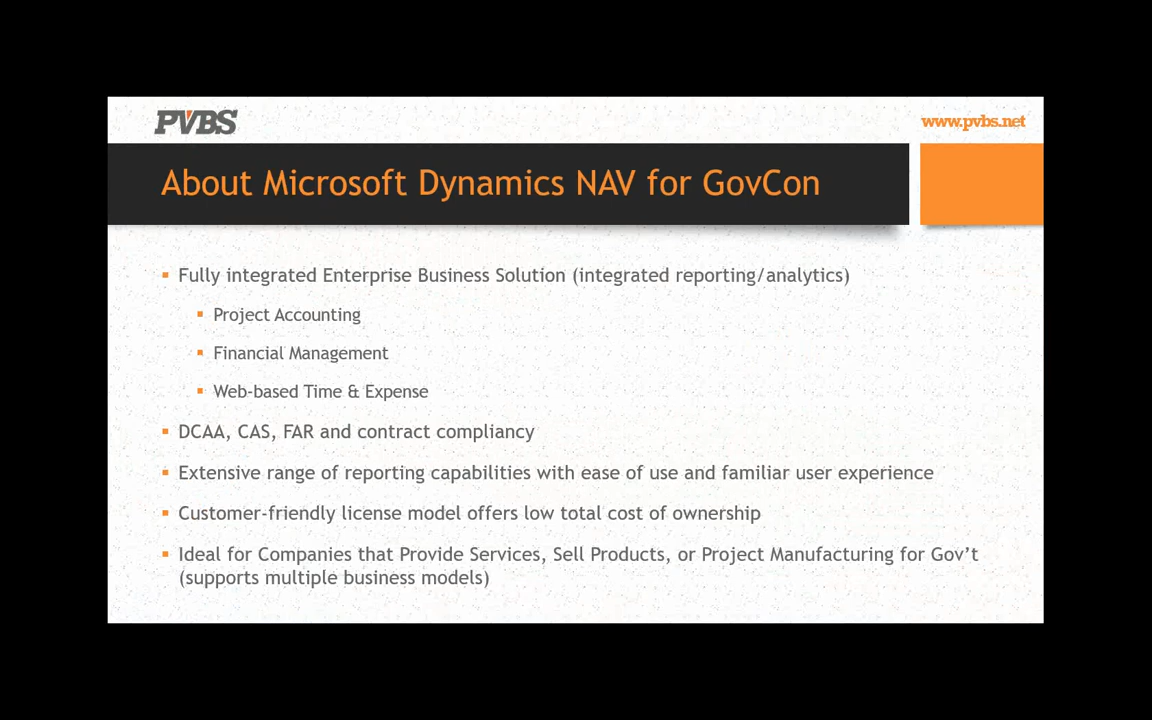 PVBS
www.pvbs.net
About Microsoft Dynamics NAV for GovCon
Fully integrated Enterprise Business Solution (integrated reporting/analytics)
Project Accounting
Financial Management
Web-based Time & Expense
DCAA, CAS, FAR and contract compliancy
Extensive range of reporting capabilities with ease of use and familiar user experience
Customer-friendly license model offers low total cost of ownership
Ideal for Companies that Provide Services, Sell Products, or Project Manufacturing for Gov’t
(supports multiple business models)